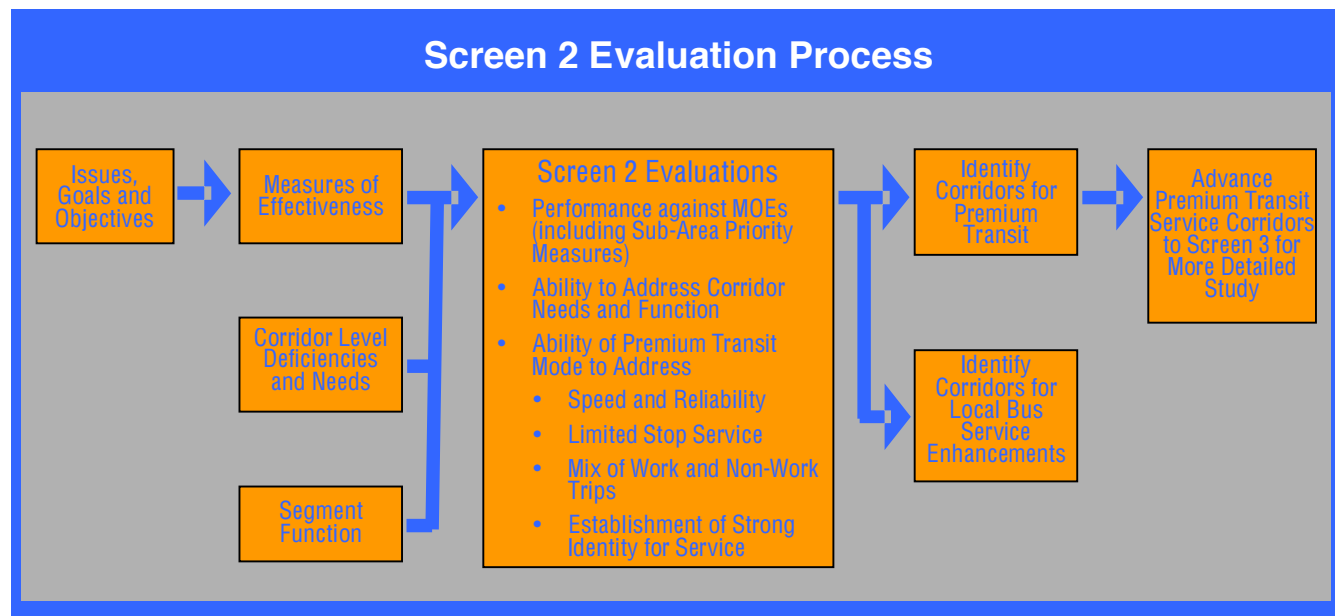 Screen 2 Evaluation Process
Issues,
Goals and
Objectives
Measures of
Effectiveness
Corridor Level
Deficiencies
and Needs
Segment
Function
Screen 2 Evaluations
• Performance against MOEs
(including Sub-Area Priority
Measures)
• Ability to Address Corridor
Needs and Function
• Ability of Premium Transit
Mode to Address
• Speed and Reliability
• Limited Stop Service
• Mix of Work and Non-Work
Trips
• Establishment of Strong
Identity for Service
Identify
Corridors for
Premium
Transit
Identify
Corridors for
Local Bus
Service
Enhancements
Advance
Premium Transit
Service Corridors
to Screen 3 for
More Detailed
Study